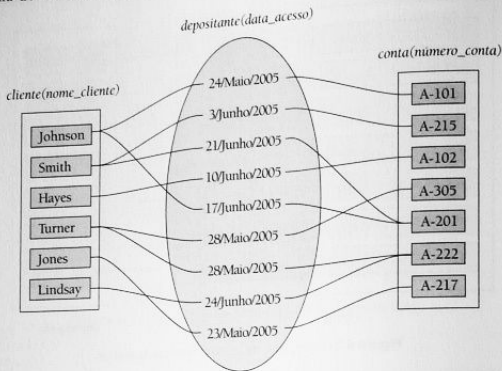 depositante(data_acesso)
cliente(nome_cliente)
Johnson
Smith
Hayes
Turner
Jones
Lindsay
24/Maio/2005
3/Junho/2005
21/Junho/2005
10/Junho/2005
17/Junho/2005
28/Maio/2005
28/Maio/2005
24/Junho/2005
23/Maio/2005
conta(número_conta)
A-101
A-215
A-102
A-305
A-201
A-222
A-217